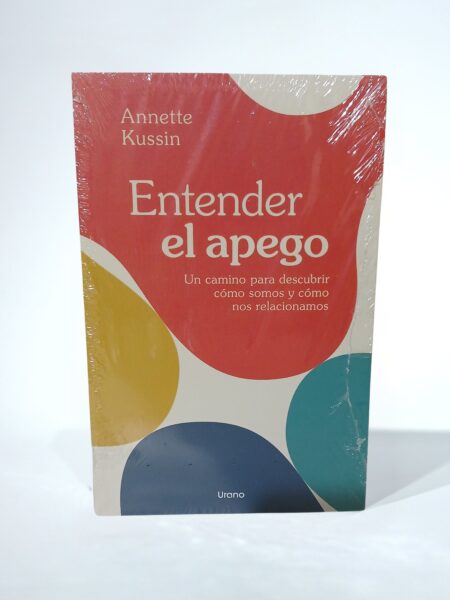 Annette
Kussin
Entender
el apego
Un camino para descubrir
cómo somos y cómo
nos relacionamos
Urano